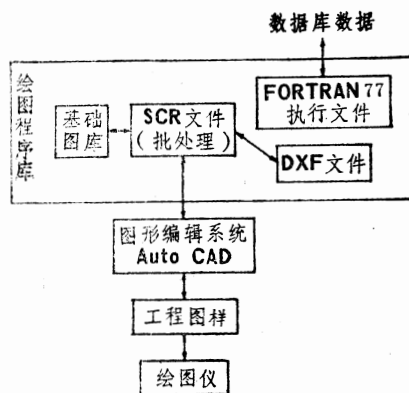 数据库数据
绘图程序库
FORTRAN 77
执行文件
基础
图库
SCR文件
(批处理)
DXF文件
图形编辑系统
Auto CAD
工程图样
绘图仪